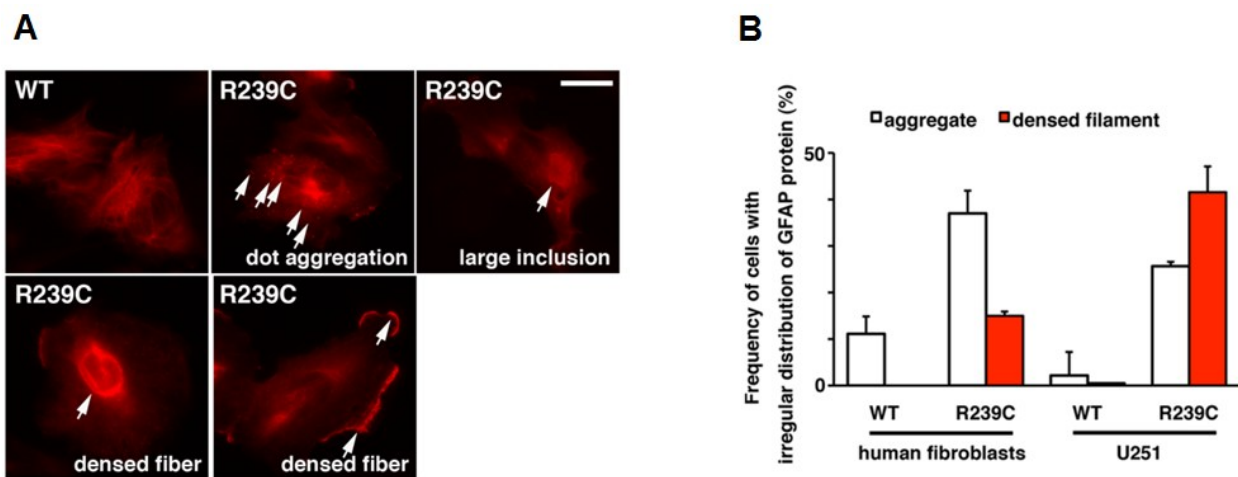 A
B
WT
R239C
R239C
dot aggregation
large inclusion
R239C
R239C
densed fiber
densed fiber
aggregate
densed filament
Frequency of cells with
irregular distribution of GFAP protein (%)
50
0
WT
R239C
WT
R239C
human fibroblasts
U251